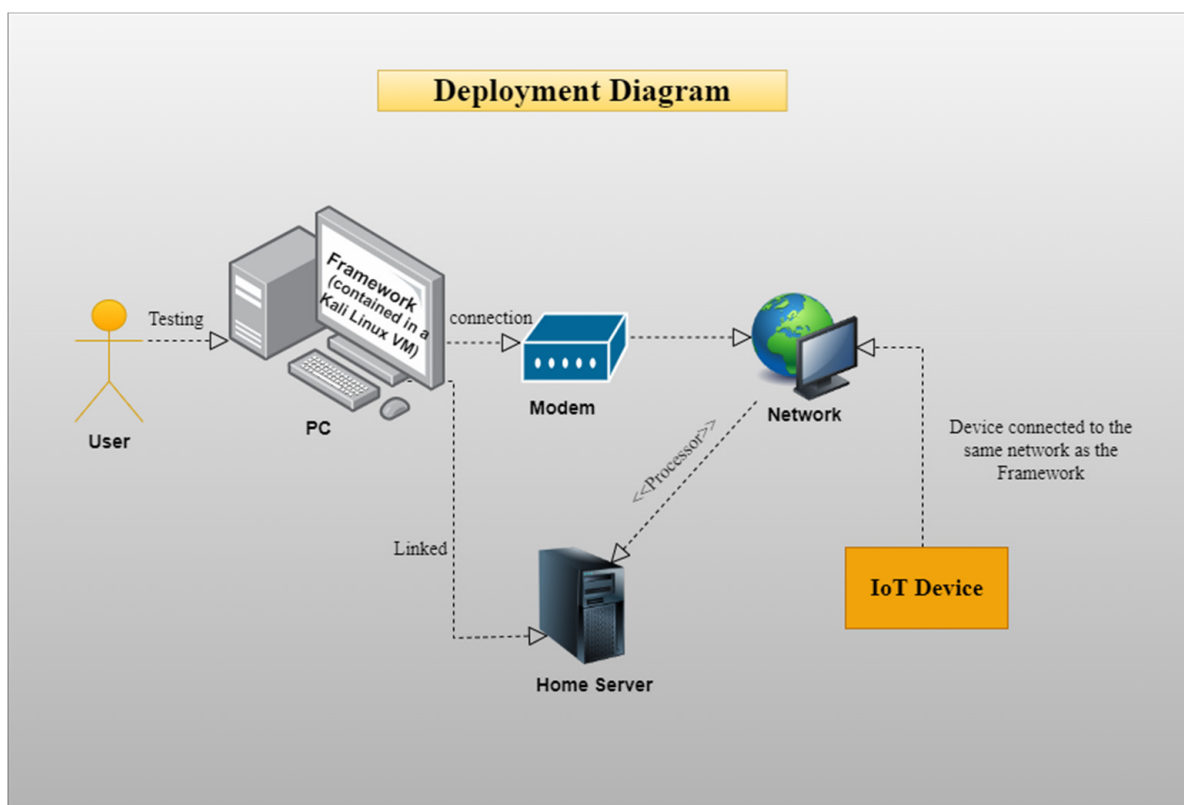 Deployment Diagram
Framework
(contained in a
Kali Linux VM)
Testing
connection
User
PC
Modem
Network
<<Processor>>
Device connected to the
same network as the
Framework
Linked
IoT Device
Home Server